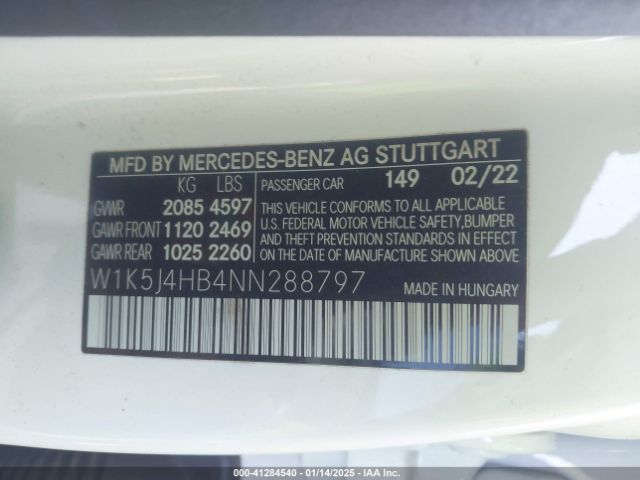 MFD BY MERCEDES-BENZ AG STUTTGART
KG LBS
GVWR 2085 4597
GAWR FRONT 1120 2469
GAWR REAR 1025 2260
PASSENGER CAR 149 02/22
THIS VEHICLE CONFORMS TO ALL APPLICABLE
U.S. FEDERAL MOTOR VEHICLE SAFETY,BUMPER
AND THEFT PREVENTION STANDARDS IN EFFECT
ON THE DATE OF MANUFACTURE SHOWN ABOVE
W1K5J4HB4NN288797
MADE IN HUNGARY
000-41284540 - 01/14/2025 - IAA Inc.